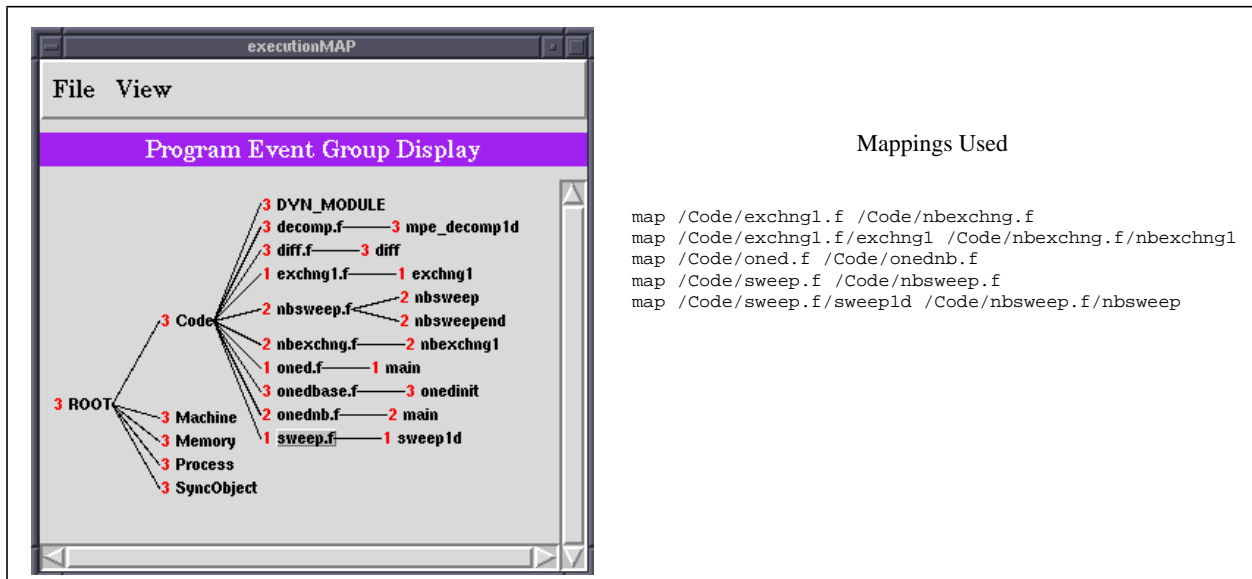 executionMAP
File View
Program Event Group Display
3 DYN_MODULE
3 decomp.f 3 mpe_decomp1d
3 diff.f 3 diff
1 exchng1.f 1 exchng1
2 nbsweep
2 nbsweep.f
2 nbsweepend
3 Code
2 nbexchng.f 2 nbexchng1
1 oned.f 1 main
3 onedbase.f 3 onedinit
3 ROOT
2 onednb.f 2 main
3 Machine
1 sweep.f 1 sweep1d
3 Memory
3 Process
3 SyncObject
Mappings Used
map /Code/exchng1.f /Code/nbexchng.f
map /Code/exchng1.f/exchng1 /Code/nbexchng.f/nbexchng1
map /Code/oned.f /Code/onednb.f
map /Code/sweep.f /Code/nbsweep.f
map /Code/sweep.f/sweep1d /Code/nbsweep.f/nbsweep